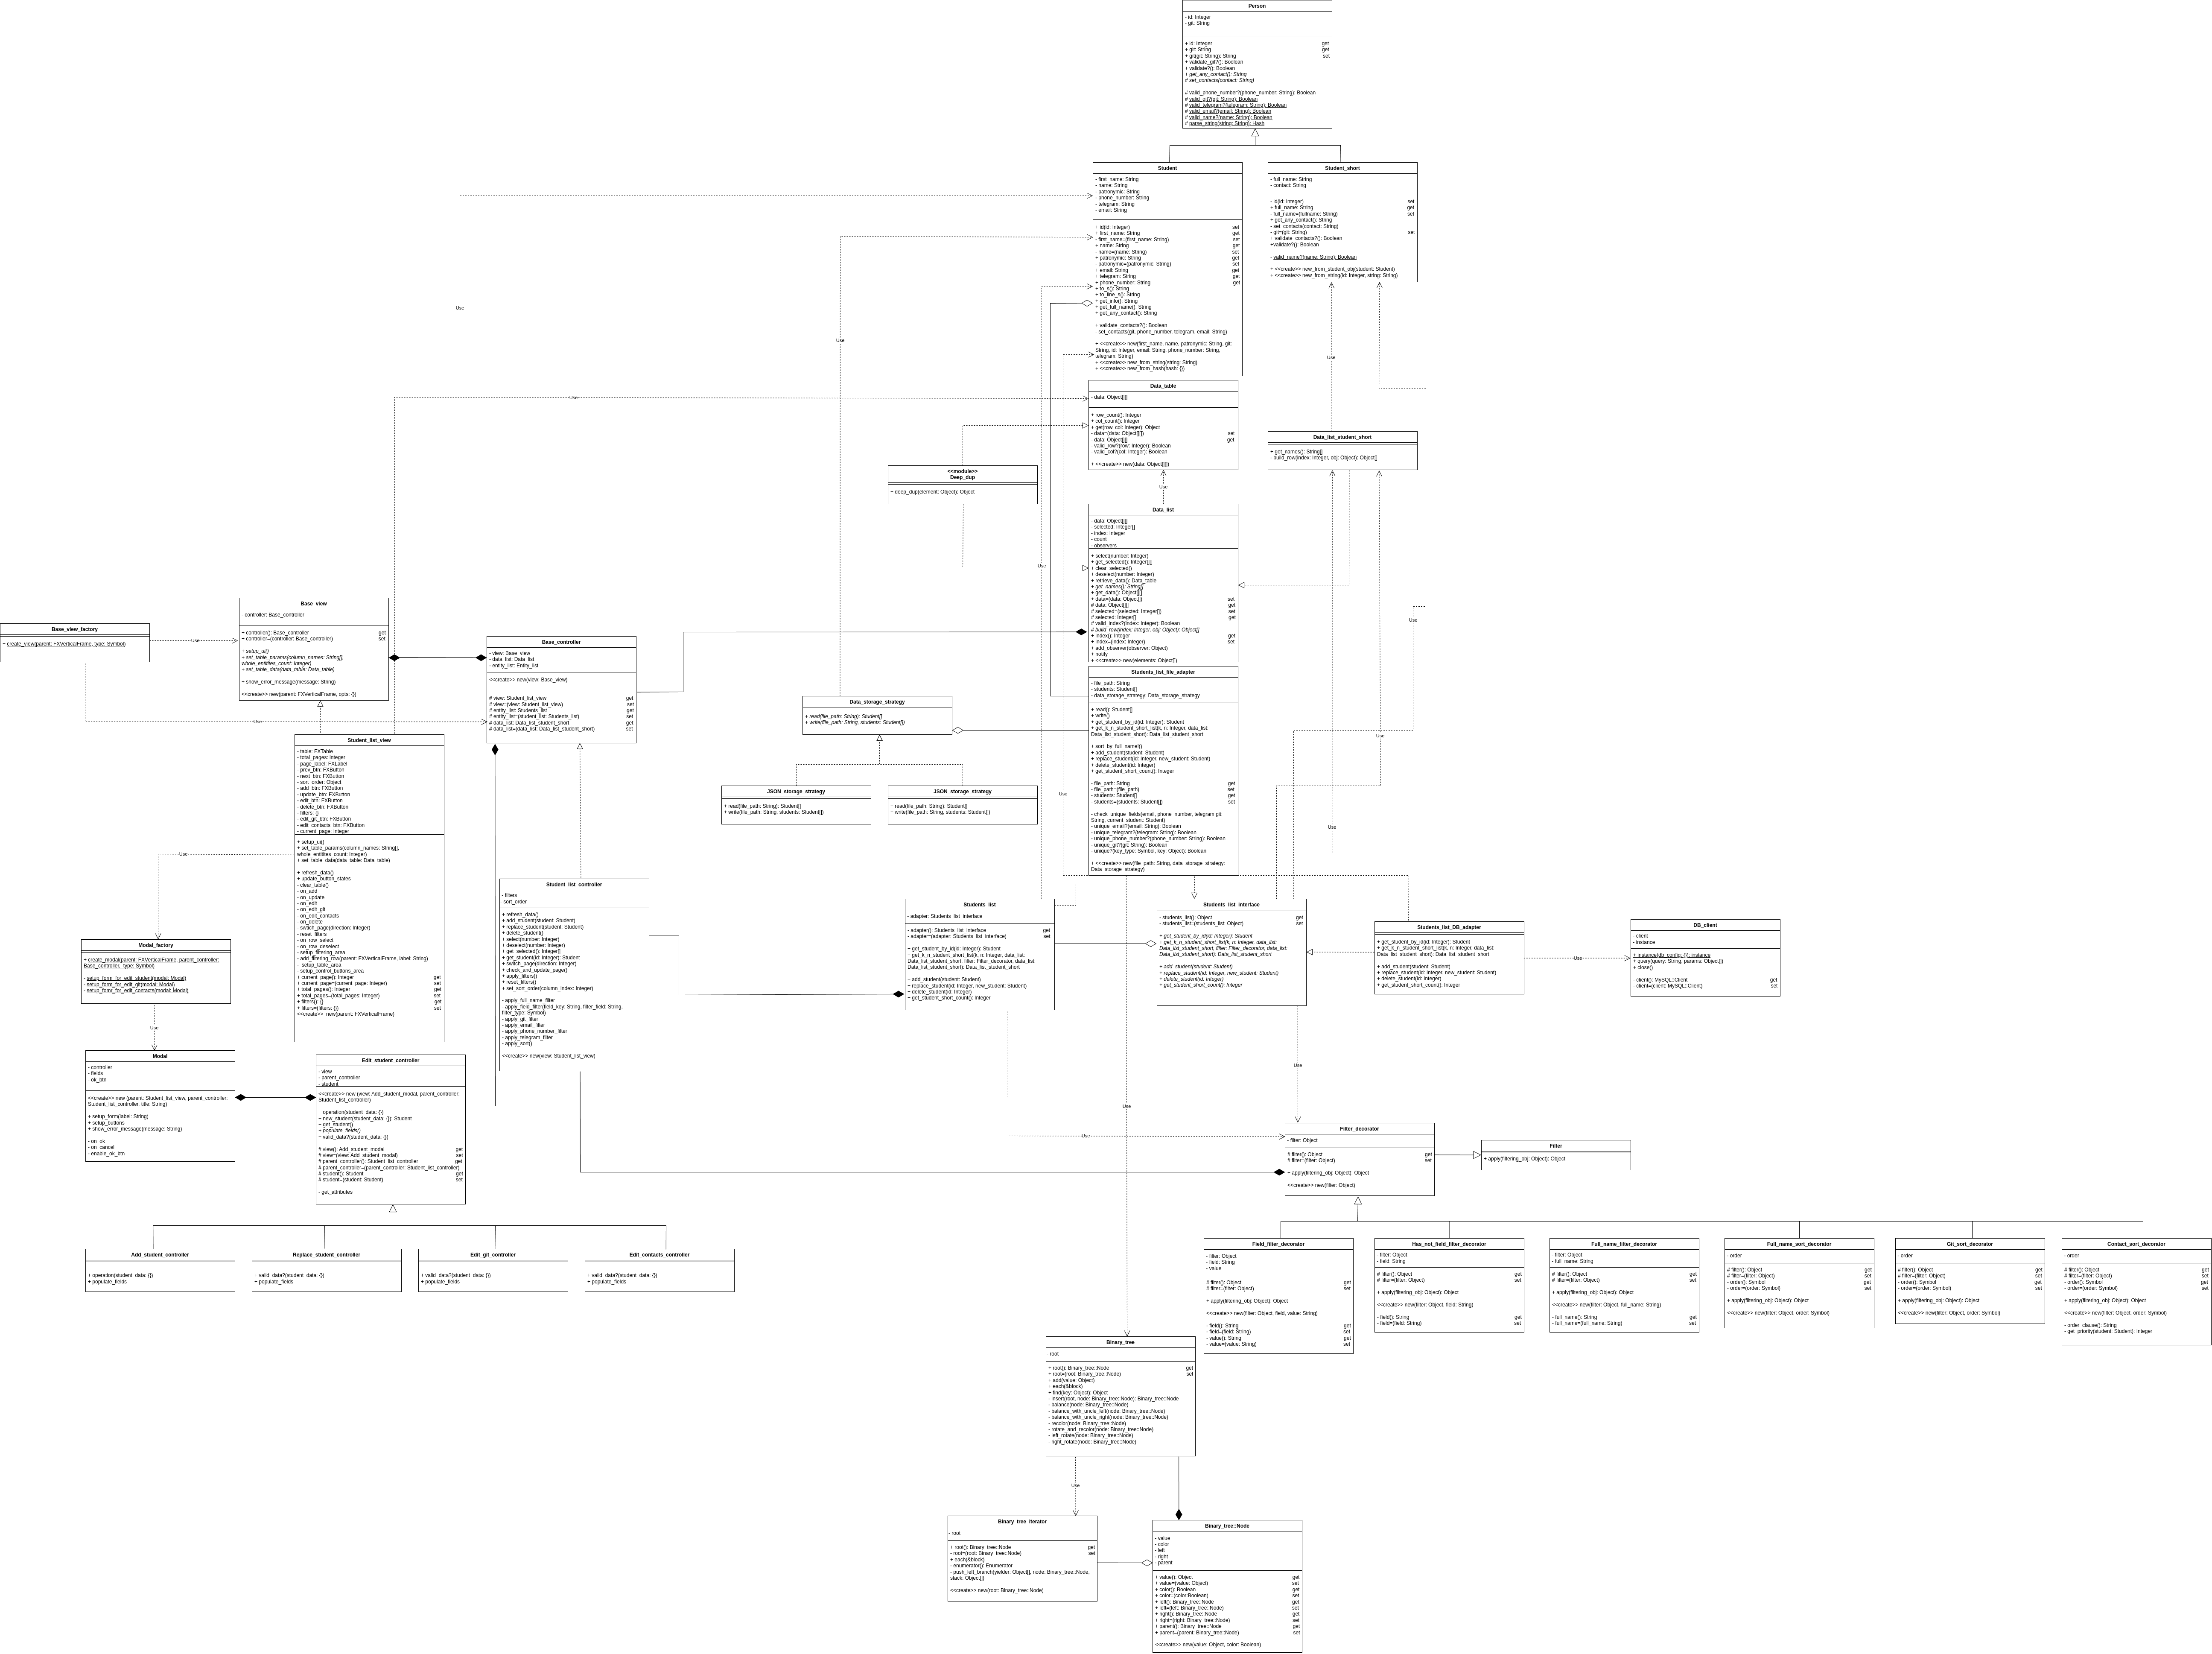 Person
- id: Integer
- git: String
+ id: Integer get
+ git: String get
+ git(git: String): String set
+ validate_git?(): Boolean
+ validate?(): Boolean
+ get_any_contact(): String
# set_contacts(contact: String)
# valid_phone_number?(phone_number: String): Boolean
# valid_git?(git: String): Boolean
# valid_telegram?(telegram: String): Boolean
# valid_email?(email: String): Boolean
# valid_name?(name: String): Boolean
# parse_string(string: String): Hash
Student
- first_name: String
- name: String
- patronymic: String
- phone_number: String
- telegram: String
- email: String
+ id(id: Integer) set
+ first_name: String get
- first_name=(first_name: String) set
+ name: String get
- name=(name: String) set
+ patronymic: String get
- patronymic=(patronymic: String) set
+ email: String get
+ telegram: String get
+ phone_number: String get
+ to_s(): String
+ to_line_s(): String
+ get_info(): String
+ get_full_name(): String
+ get_any_contact(): String
+ validate_contacts?(): Boolean
- set_contacts(git, phone_number, telegram, email: String)
+ <<create>> new(first_name, name, patronymic: String, git:
String, id: Integer, email: String, phone_number: String,
telegram: String)
+ <<create>> new_from_string(string: String)
+ <<create>> new_from_hash(hash: {})
Student_short
- full_name: String
- contact: String
- id(id: Integer) set
+ full_name: String get
- full_name=(fullname: String) set
+ get_any_contact(): String
- set_contacts(contact: String)
- git=(git: String) set
+ validate_contacts?(): Boolean
+validate?(): Boolean
- valid_name?(name: String): Boolean
+ <<create>> new_from_student_obj(student: Student)
+ <<create>> new_from_string(id: Integer, string: String)
Use
Use
Use
Use
Data_table
- data: Object[][]
+ row_count(): Integer
+ col_count(): Integer
+ get(row, col: Integer): Object
- data=(data: Object[][]) set
- data: Object[][] get
- valid_row?(row: Integer): Boolean
- valid_col?(col: Integer): Boolean
+ <<create>> new(data: Object[][])
Data_list_student_short
+ get_names(): String[]
- build_row(index: Integer, obj: Object): Object[]
<<module>>
Deep_dup
+ deep_dup(element: Object): Object
Use
Data_list
- data: Object[][]
- selected: Integer[]
- index: Integer
- count
- observers
+ select(number: Integer)
+ get_selected(): Integer[][]
+ clear_selected()
+ deselect(number: Integer)
+ retrieve_data(): Data_table
+ get_names(): String[]
+ get_data(): Object[][]
+ data=(data: Object[]) set
# data: Object[][] get
# selected=(selected: Integer[]) set
# selected: Integer[] get
# valid_index?(index: Integer): Boolean
# build_row(index: Integer, obj: Object): Object[]
+ index(): Integer get
+ index=(index: Integer) set
+ add_observer(observer: Object)
+ notify
+ <<create>> new(elements: Object[])
Use
Use
Base_view
- controller: Base_controller
+ controller(): Base_controller get
+ controller=(controller: Base_controller) set
+ setup_ui()
+ set_table_params(column_names: String[],
whole_entitites_count: Integer)
+ set_table_data(data_table: Data_table)
+ show_error_message(message: String)
<<create>> new(parent: FXVerticalFrame, opts: {})
Base_view_factory
+ create_view(parent: FXVerticalFrame, type: Symbol)
Use
Use
Base_controller
- view: Base_view
- data_list: Data_list
- entity_list: Entity_list
<<create>> new(view: Base_view)
# view: Student_list_view get
# view=(view: Student_list_view) set
# entity_list: Students_list get
# entity_list=(student_list: Students_list) set
# data_list: Data_list_student_short get
# data_list=(data_list: Data_list_student_short) set
Students_list_file_adapter
- file_path: String
- students: Student[]
- data_storage_strategy: Data_storage_strategy
+ read(): Student[]
+ write()
+ get_student_by_id(id: Integer): Student
+ get_k_n_student_short_list(k, n: Integer, data_list:
Data_list_student_short): Data_list_student_short
+ sort_by_full_name!()
+ add_student(student: Student)
+ replace_student(id: Integer, new_student: Student)
+ delete_student(id: Integer)
+ get_student_short_count(): Integer
- file_path: String get
- file_path=(file_path) set
- students: Student[] get
- students=(students: Student[]) set
- check_unique_fields(email, phone_number, telegram git:
String, current_student: Student)
- unique_email?(email: String): Boolean
- unique_telegram?(telegram: String): Boolean
- unique_phone_number?(phone_number: String): Boolean
- unique_git?(git: String): Boolean
- unique?(key_type: Symbol, key: Object): Boolean
+ <<create>> new(file_path: String, data_storage_strategy:
Data_storage_strategy)
Data_storage_strategy
+ read(file_path: String): Student[]
+ write(file_path: String, students: Student[])
Student_list_view
- table: FXTable
- total_pages: Integer
- page_label: FXLabel
- prev_btn: FXButton
- next_btn: FXButton
- sort_order: Object
- add_btn: FXButton
- update_btn: FXButton
- edit_btn: FXButton
- delete_btn: FXButton
- filters: {}
- edit_git_btn: FXButton
- edit_contacts_btn: FXButton
- current_page: Integer
+ setup_ui()
+ set_table_params(column_names: String[],
whole_entitites_count: Integer)
+ set_table_data(data_table: Data_table)
+ refresh_data()
+ update_button_states
- clear_table()
- on_add
- on_update
- on_edit
- on_edit_git
- on_edit_contacts
- on_delete
- swtich_page(direction: Integer)
- reset_filters
- on_row_select
- on_row_deselect
- setup_filtering_area
- add_filtering_row(parent: FXVerticalFrame, label: String)
- setup_table_area
- setup_control_buttons_area
+ current_page(): Integer get
+ current_page=(current_page: Integer) set
+ total_pages(): Integer get
+ total_pages=(total_pages: Integer) set
+ filters(): {} get
+ filters=(filters: {}) set
<<create>> new(parent: FXVerticalFrame)
Use
Use
Use
Use
JSON_storage_strategy
+ read(file_path: String): Student[]
+ write(file_path: String, students: Student[])
JSON_storage_strategy
+ read(file_path: String): Student[]
+ write(file_path: String, students: Student[])
Student_list_controller
- filters
- sort_order
+ refresh_data()
+ add_student(student: Student)
+ replace_student(student: Student)
+ delete_student()
+ select(number: Integer)
+ deselect(number: Integer)
+ get_selected(): Integer[]
+ get_student(id: Integer): Student
+ switch_page(direction: Integer)
+ check_and_update_page()
+ apply_filters()
+ reset_filters()
+ set_sort_order(column_index: Integer)
- apply_full_name_filter
- apply_field_filter(field_key: String, filter_field: String,
filter_type: Symbol)
- apply_git_filter
- apply_email_filter
- apply_phone_number_filter
- apply_telegram_filter
- apply_sort()
<<create>> new(view: Student_list_view)
Students_list
- adapter: Students_list_interface
- adapter(): Students_list_interface get
- adapter=(adapter: Students_list_interface) set
+ get_student_by_id(id: Integer): Student
+ get_k_n_student_short_list(k, n: Integer, data_list:
Data_list_student_short, filter: Filter_decorator, data_list:
Data_list_student_short): Data_list_student_short
+ add_student(student: Student)
+ replace_student(id: Integer, new_student: Student)
+ delete_student(id: Integer)
+ get_student_short_count(): Integer
Students_list_interface
- students_list(): Object get
- students_list=(students_list: Object) set
+ get_student_by_id(id: Integer): Student
+ get_k_n_student_short_list(k, n: Integer, data_list:
Data_list_student_short, filter: Filter_decorator, data_list:
Data_list_student_short): Data_list_student_short
+ add_student(student: Student)
+ replace_student(id: Integer, new_student: Student)
+ delete_student(id: Integer)
+ get_student_short_count(): Integer
Students_list_DB_adapter
+ get_student_by_id(id: Integer): Student
+ get_k_n_student_short_list(k, n: Integer, data_list:
Data_list_student_short): Data_list_student_short
+ add_student(student: Student)
+ replace_student(id: Integer, new_student: Student)
+ delete_student(id: Integer)
+ get_student_short_count(): Integer
Use
DB_client
- client
- instance
+ instance(db_config: {}): instance
+ query(query: String, params: Object[])
+ close()
- client(): MySQL::Client get
- client=(client: MySQL::Client) set
Modal_factory
+ create_modal(parent: FXVerticalFrame, parent_controller:
Base_controller, type: Symbol)
- setup_form_for_edit_student(modal: Modal)
- setup_form_for_edit_git(modal: Modal)
- setup_fomr_for_edit_contacts(modal: Modal)
Use
Modal
- controller
- fields
- ok_btn
<<create>> new (parent: Student_list_view, parent_controller:
Student_list_controller, title: String)
+ setup_form(label: String)
+ setup_buttons
+ show_error_message(message: String)
- on_ok
- on_cancel
- enable_ok_btn
Edit_student_controller
- view
- parent_controller
- student
<<create>> new (view: Add_student_modal, parent_controller:
Student_list_controller)
+ operation(student_data: {})
+ new_student(student_data: {}): Student
+ get_student()
+ populate_fields()
+ valid_data?(student_data: {})
# view(): Add_student_modal get
# view=(view: Add_student_modal) set
# parent_controller(): Student_list_controller get
# parent_controller=(parent_controller: Student_list_controller)
# student(): Student get
# student=(student: Student) set
- get_attributes
Use
Use
Use
Filter_decorator
- filter: Object
# filter(): Object get
# filter=(filter: Object) set
+ apply(filtering_obj: Object): Object
<<create>> new(filter: Object)
Filter
+ apply(filtering_obj: Object): Object
Add_student_controller
+ operation(student_data: {})
+ populate_fields
Replace_student_controller
+ valid_data?(student_data: {})
+ populate_fields
Edit_git_controller
+ valid_data?(student_data: {})
+ populate_fields
Edit_contacts_controller
+ valid_data?(student_data: {})
+ populate_fields
Field_filter_decorator
- filter: Object
- field: String
- value
# filter(): Object get
# filter=(filter: Object) set
+ apply(filtering_obj: Object): Object
<<create>> new(filter: Object, field, value: String)
- field(): String get
- field=(field: String) set
- value(): String get
- value=(value: String) set
Has_not_field_filter_decorator
- filter: Object
- field: String
# filter(): Object get
# filter=(filter: Object) set
+ apply(filtering_obj: Object): Object
<<create>> new(filter: Object, field: String)
- field(): String get
- field=(field: String) set
Full_name_filter_decorator
- filter: Object
- full_name: String
# filter(): Object get
# filter=(filter: Object) set
+ apply(filtering_obj: Object): Object
<<create>> new(filter: Object, full_name: String)
- full_name(): String get
- full_name=(full_name: String) set
Full_name_sort_decorator
- order
# filter(): Object get
# filter=(filter: Object) set
- order(): Symbol get
- order=(order: Symbol) set
+ apply(filtering_obj: Object): Object
<<create>> new(filter: Object, order: Symbol)
Git_sort_decorator
- order
# filter(): Object get
# filter=(filter: Object) set
- order(): Symbol get
- order=(order: Symbol) set
+ apply(filtering_obj: Object): Object
<<create>> new(filter: Object, order: Symbol)
Contact_sort_decorator
- order
# filter(): Object get
# filter=(filter: Object) set
- order(): Symbol get
- order=(order: Symbol) set
+ apply(filtering_obj: Object): Object
<<create>> new(filter: Object, order: Symbol)
- order_clause(): String
- get_priority(student: Student): Integer
Binary_tree
- root
+ root(): Binary_tree::Node get
+ root=(root: Binary_tree::Node) set
+ add(value: Object)
+ each(&block)
+ find(key: Object): Object
- insert(root, node: Binary_tree::Node): Binary_tree::Node
- balance(node: Binary_tree::Node)
- balance_with_uncle_left(node: Binary_tree::Node)
- balance_with_uncle_right(node: Binary_tree::Node)
- recolor(node: Binary_tree::Node)
- rotate_and_recolor(node: Binary_tree::Node)
- left_rotate(node: Binary_tree::Node)
- right_rotate(node: Binary_tree::Node)
Use
Binary_tree_iterator
- root
+ root(): Binary_tree::Node get
- root=(root: Binary_tree::Node) set
+ each(&block)
- enumerator(): Enumerator
- push_left_branch(yielder: Object[], node: Binary_tree::Node,
stack: Object[])
<<create>> new(root: Binary_tree::Node)
Binary_tree::Node
- value
- color
- left
- right
- parent
+ value(): Object get
+ value=(value: Object) set
+ color(): Boolean get
+ color=(color:Boolean) set
+ left(): Binary_tree::Node get
+ left=(left: Binary_tree::Node) set
+ right(): Binary_tree::Node get
+ right=(right: Binary_tree::Node) set
+ parent(): Binary_tree::Node get
+ parent=(parent: Binary_tree::Node) set
<<create>> new(value: Object, color: Boolean)